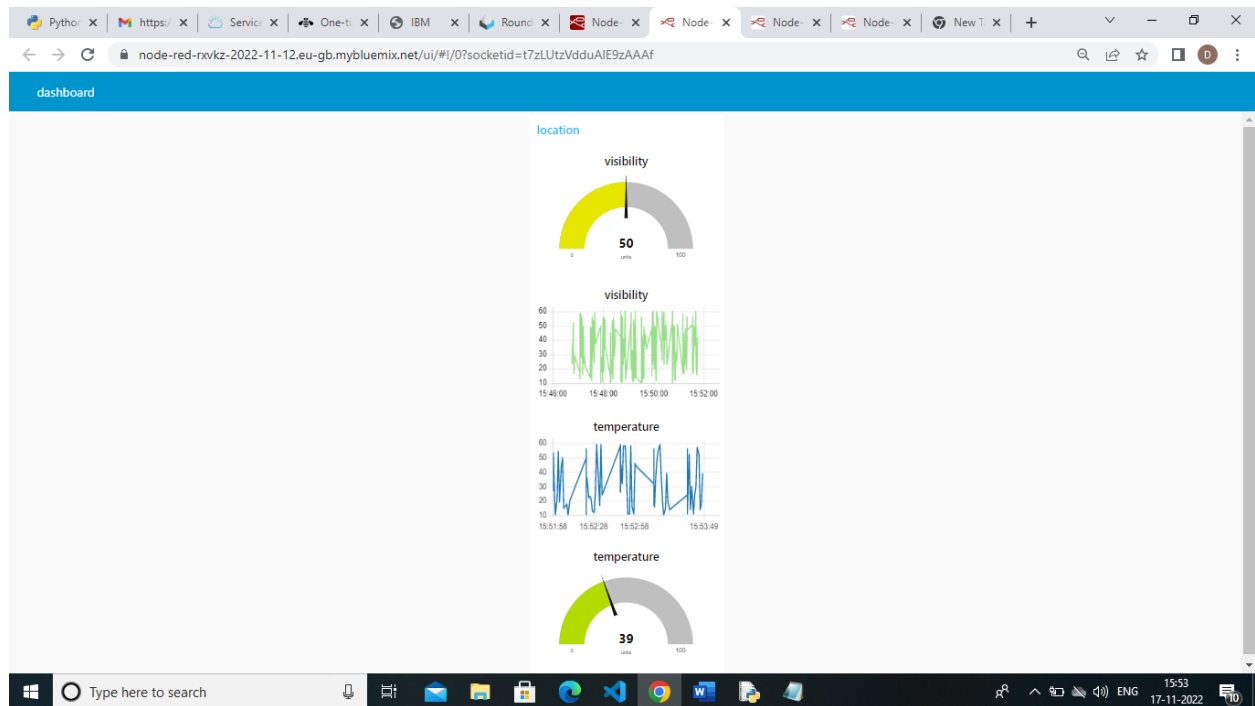 Python
https:/
Service
One-ti
IBM
Round
Node-
Node-
Node-
Node-
New T
node-red-rxvkz-2022-11-12.eu-gb.mybluemix.net/ui/#!/0?socketid=t7zLUtzVdduAIE9zAAAf
D
dashboard
location
visibility
50
0 units 100
visibility
60
50
40
30
20
10
15:46:00 15:48:00 15:50:00 15:52:00
temperature
60
50
40
30
20
10
15:51:58 15:52:28 15:52:58 15:53:49
temperature
39
0 units 100
Type here to search
ENG
15:53
17-11-2022
10